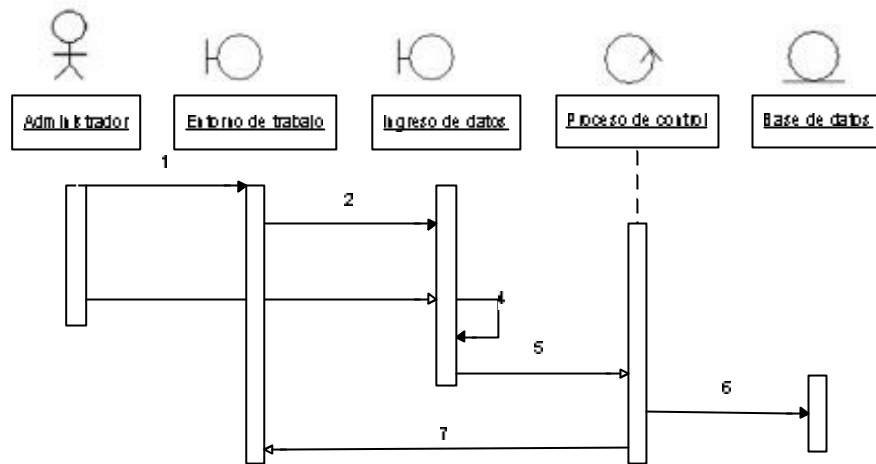 Administrador
Entorno de trabajo
Ingreso de datos
Proceso de control
Base de datos
1
2
4
5
6
7